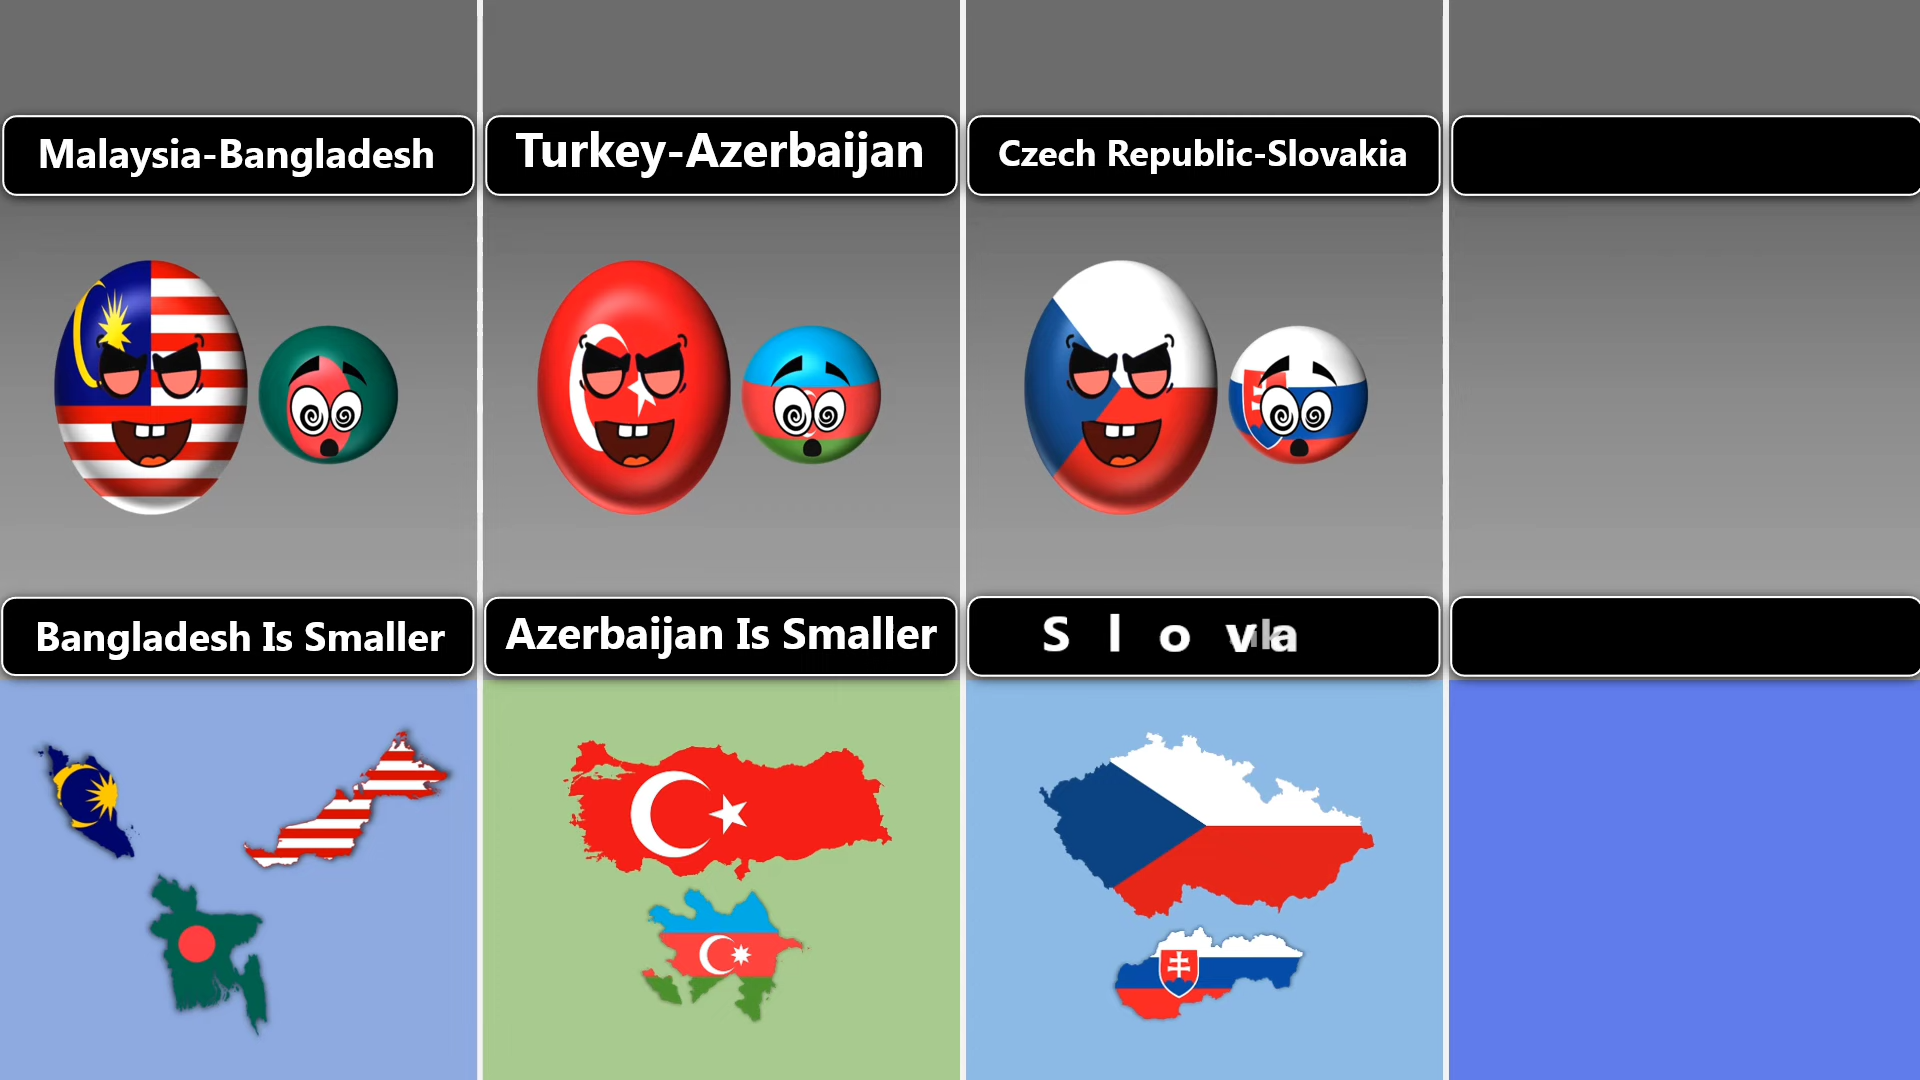 Malaysia-Bangladesh
Turkey-Azerbaijan
Czech Republic-Slovakia
Bangladesh Is Smaller
Azerbaijan Is Smaller
S l o v